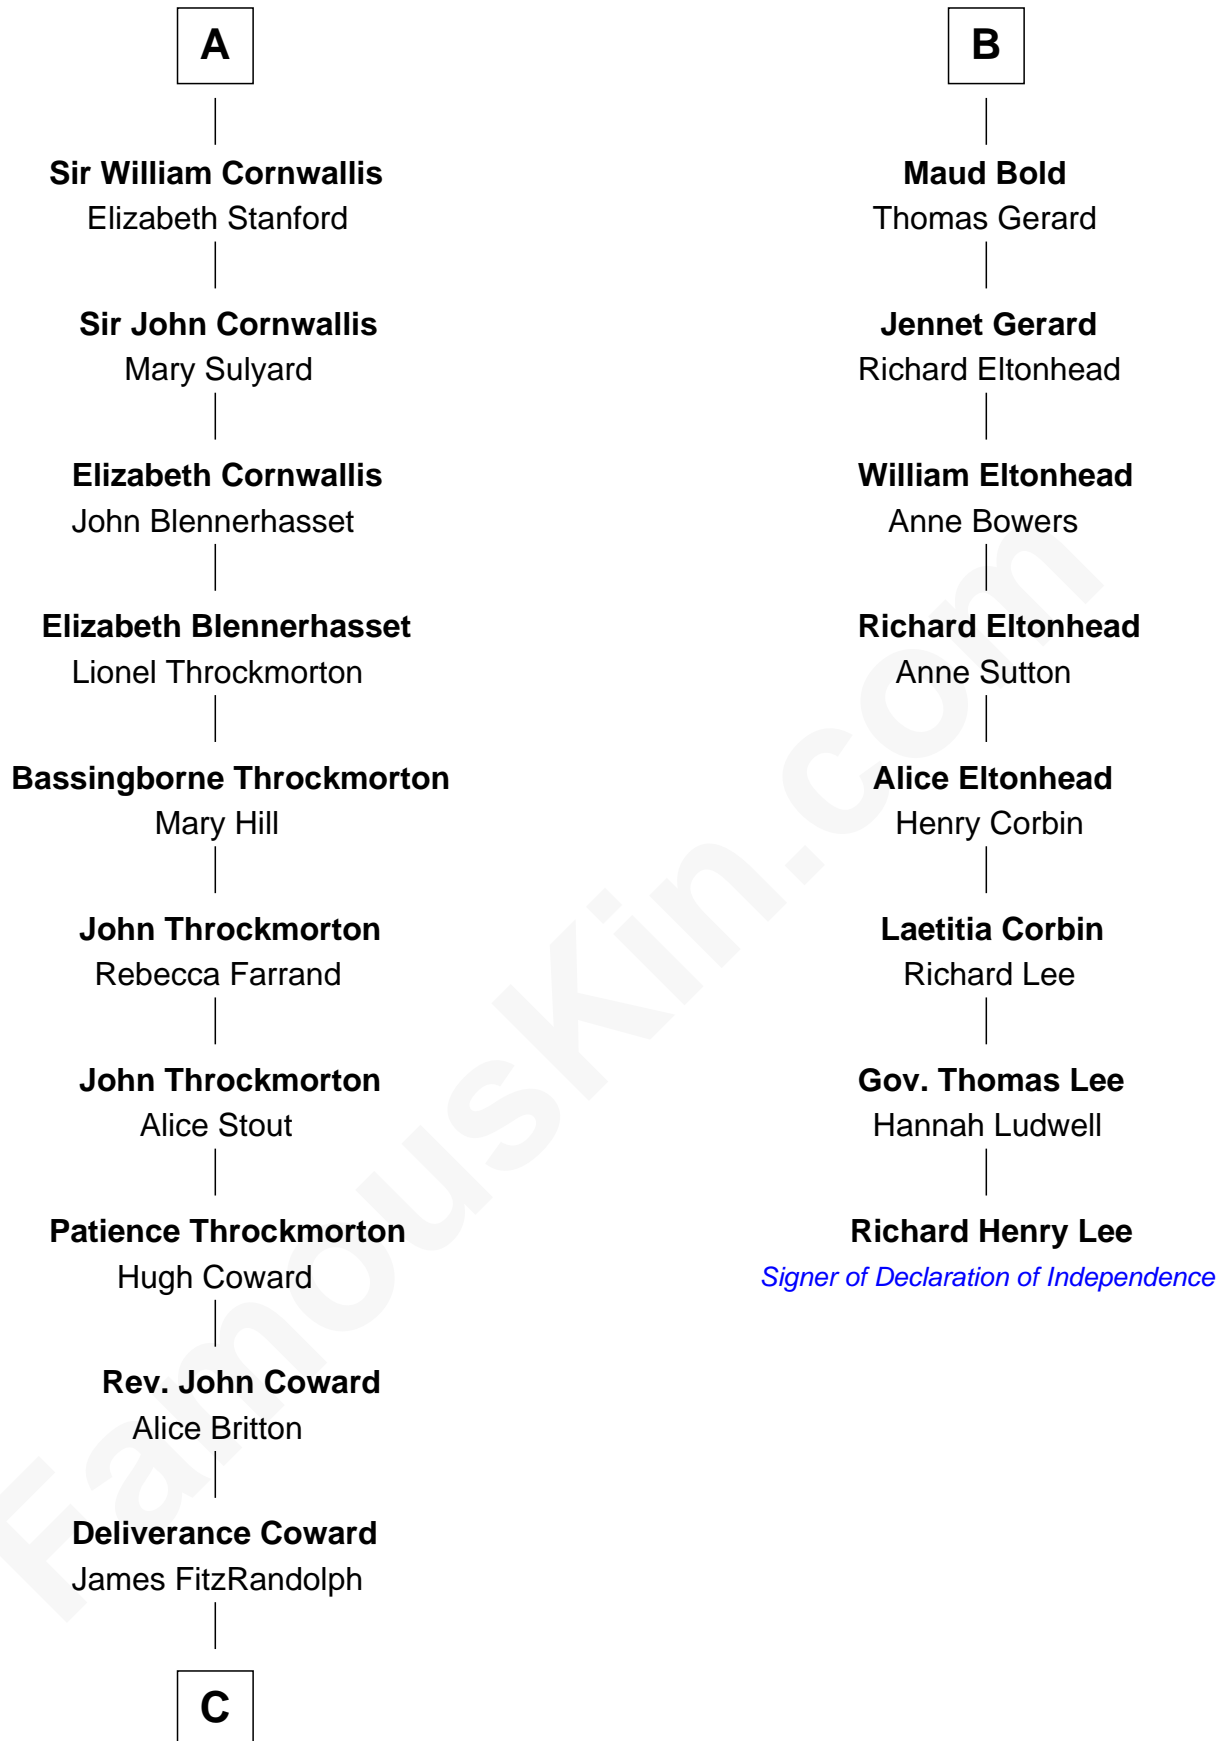 A
Sir William Cornwallis
Elizabeth Stanford
Sir John Cornwallis
Mary Sulyard
Elizabeth Cornwallis
John Blennerhasset
Elizabeth Blennerhasset
Lionel Throckmorton
Bassingborne Throckmorton
Mary Hill
John Throckmorton
Rebecca Farrand
John Throckmorton
Alice Stout
Patience Throckmorton
Hugh Coward
Rev. John Coward
Alice Britton
Deliverance Coward
James FitzRandolph
C
B
Maud Bold
Thomas Gerard
Jennet Gerard
Richard Eltonhead
William Eltonhead
Anne Bowers
Richard Eltonhead
Anne Sutton
Alice Eltonhead
Henry Corbin
Laetitia Corbin
Richard Lee
Gov. Thomas Lee
Hannah Ludwell
Richard Henry Lee
Signer of Declaration of Independence
FamousKin.com